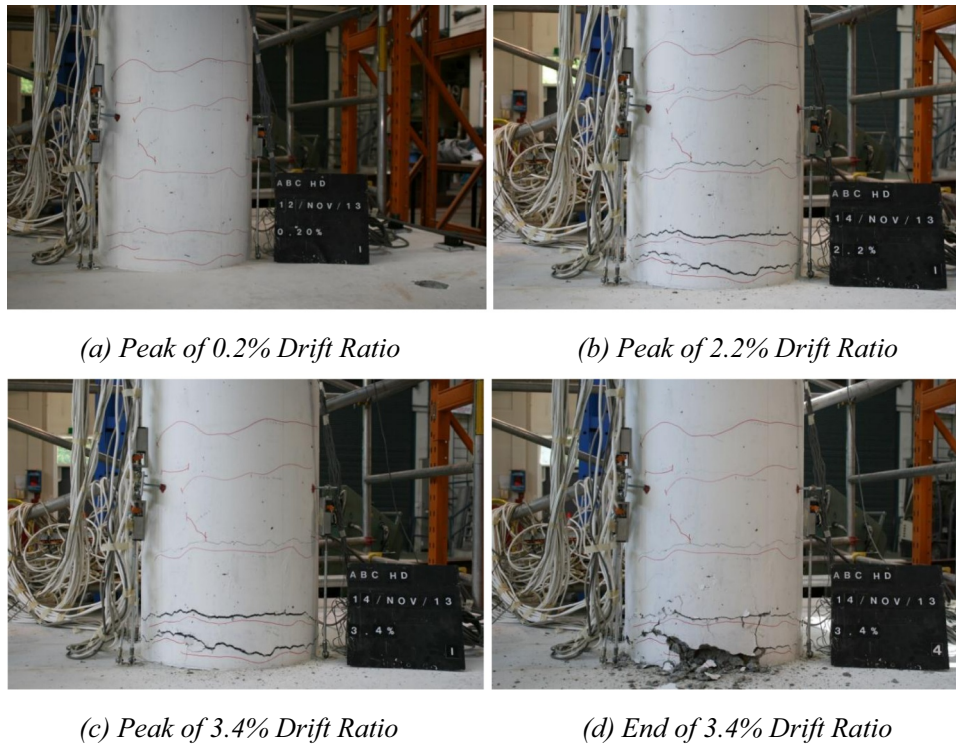 ABC HD
12/NOV/13
0.20%
1
ABC HD
14/NOV/13
2.2%
1
(a) Peak of 0.2% Drift Ratio
(b) Peak of 2.2% Drift Ratio
ABC HD
14/NOV/13
3.4%
1
ABC HD
14/NOV/13
3.4%
4
(c) Peak of 3.4% Drift Ratio
(d) End of 3.4% Drift Ratio